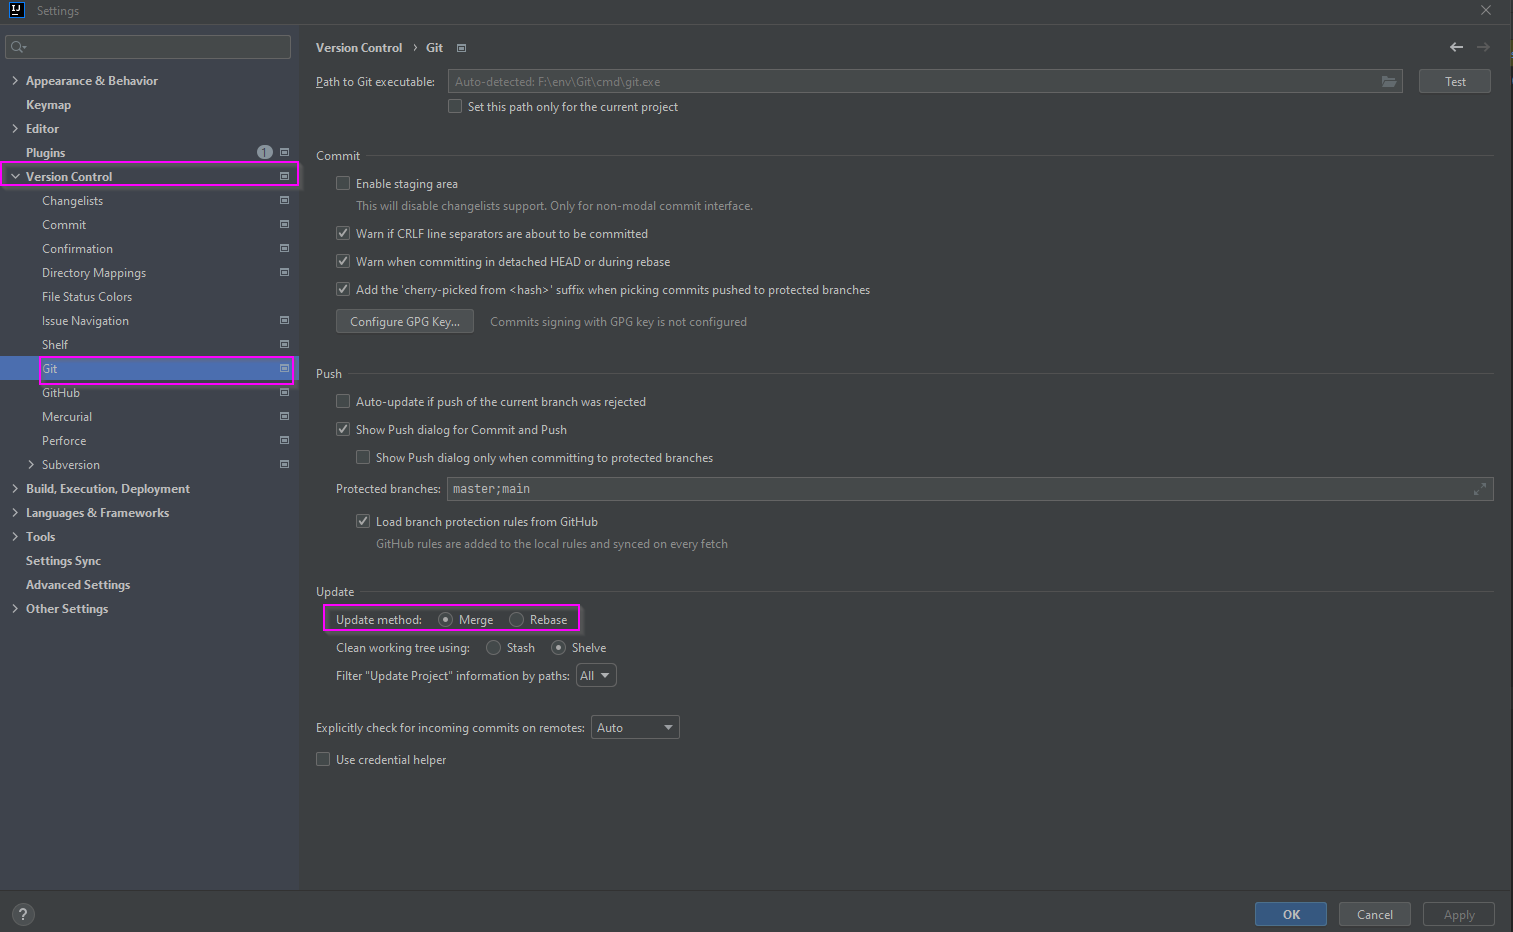 Settings
Version Control › Git
Appearance & Behavior
Keymap
Editor
Plugins 1
Version Control
Changelists
Commit
Confirmation
Directory Mappings
File Status Colors
Issue Navigation
Shelf
Git
GitHub
Mercurial
Perforce
Subversion
Build, Execution, Deployment
Languages & Frameworks
Tools
Settings Sync
Advanced Settings
Other Settings
Path to Git executable: Auto-detected: F:\env\Git\cmd\git.exe Test
Set this path only for the current project
Commit
Enable staging area
This will disable changelists support. Only for non-modal commit interface.
Warn if CRLF line separators are about to be committed
Warn when committing in detached HEAD or during rebase
Add the 'cherry-picked from <hash>' suffix when picking commits pushed to protected branches
Configure GPG Key... Commits signing with GPG key is not configured
Push
Auto-update if push of the current branch was rejected
Show Push dialog for Commit and Push
Show Push dialog only when committing to protected branches
Protected branches: master;main
Load branch protection rules from GitHub
GitHub rules are added to the local rules and synced on every fetch
Update
Update method: Merge Rebase
Clean working tree using: Stash Shelve
Filter "Update Project" information by paths: All
Explicitly check for incoming commits on remotes: Auto
Use credential helper
? OK Cancel Apply